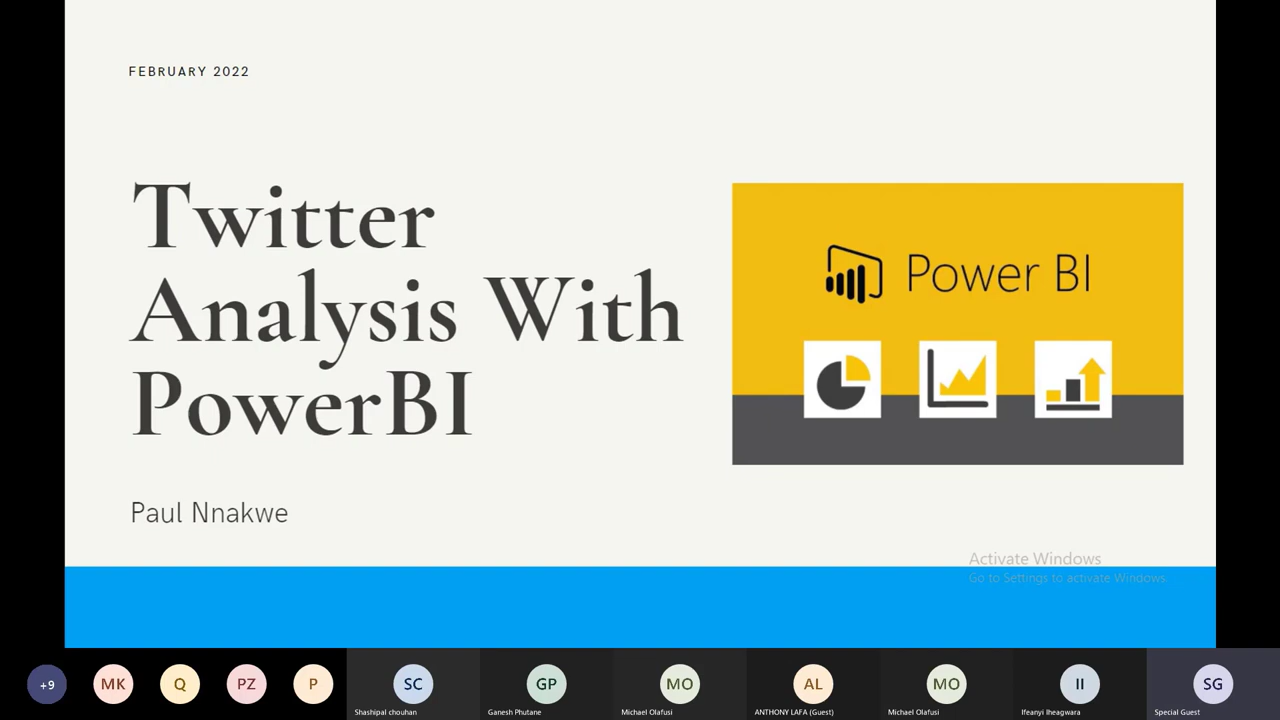 FEBRUARY 2022
Twitter
Analysis With
PowerBI
Power BI
Paul Nnakwe
Activate Windows
Go to Settings to activate Windows.
+9
MK
Q
PZ
P
SC
GP
MO
AL
MO
II
SG
Shashipal chouhan
Ganesh Phutane
Michael Olafusi
ANTHONY LAFA (Guest)
Michael Olafusi
Ifeanyi Iheagwara
Special Guest